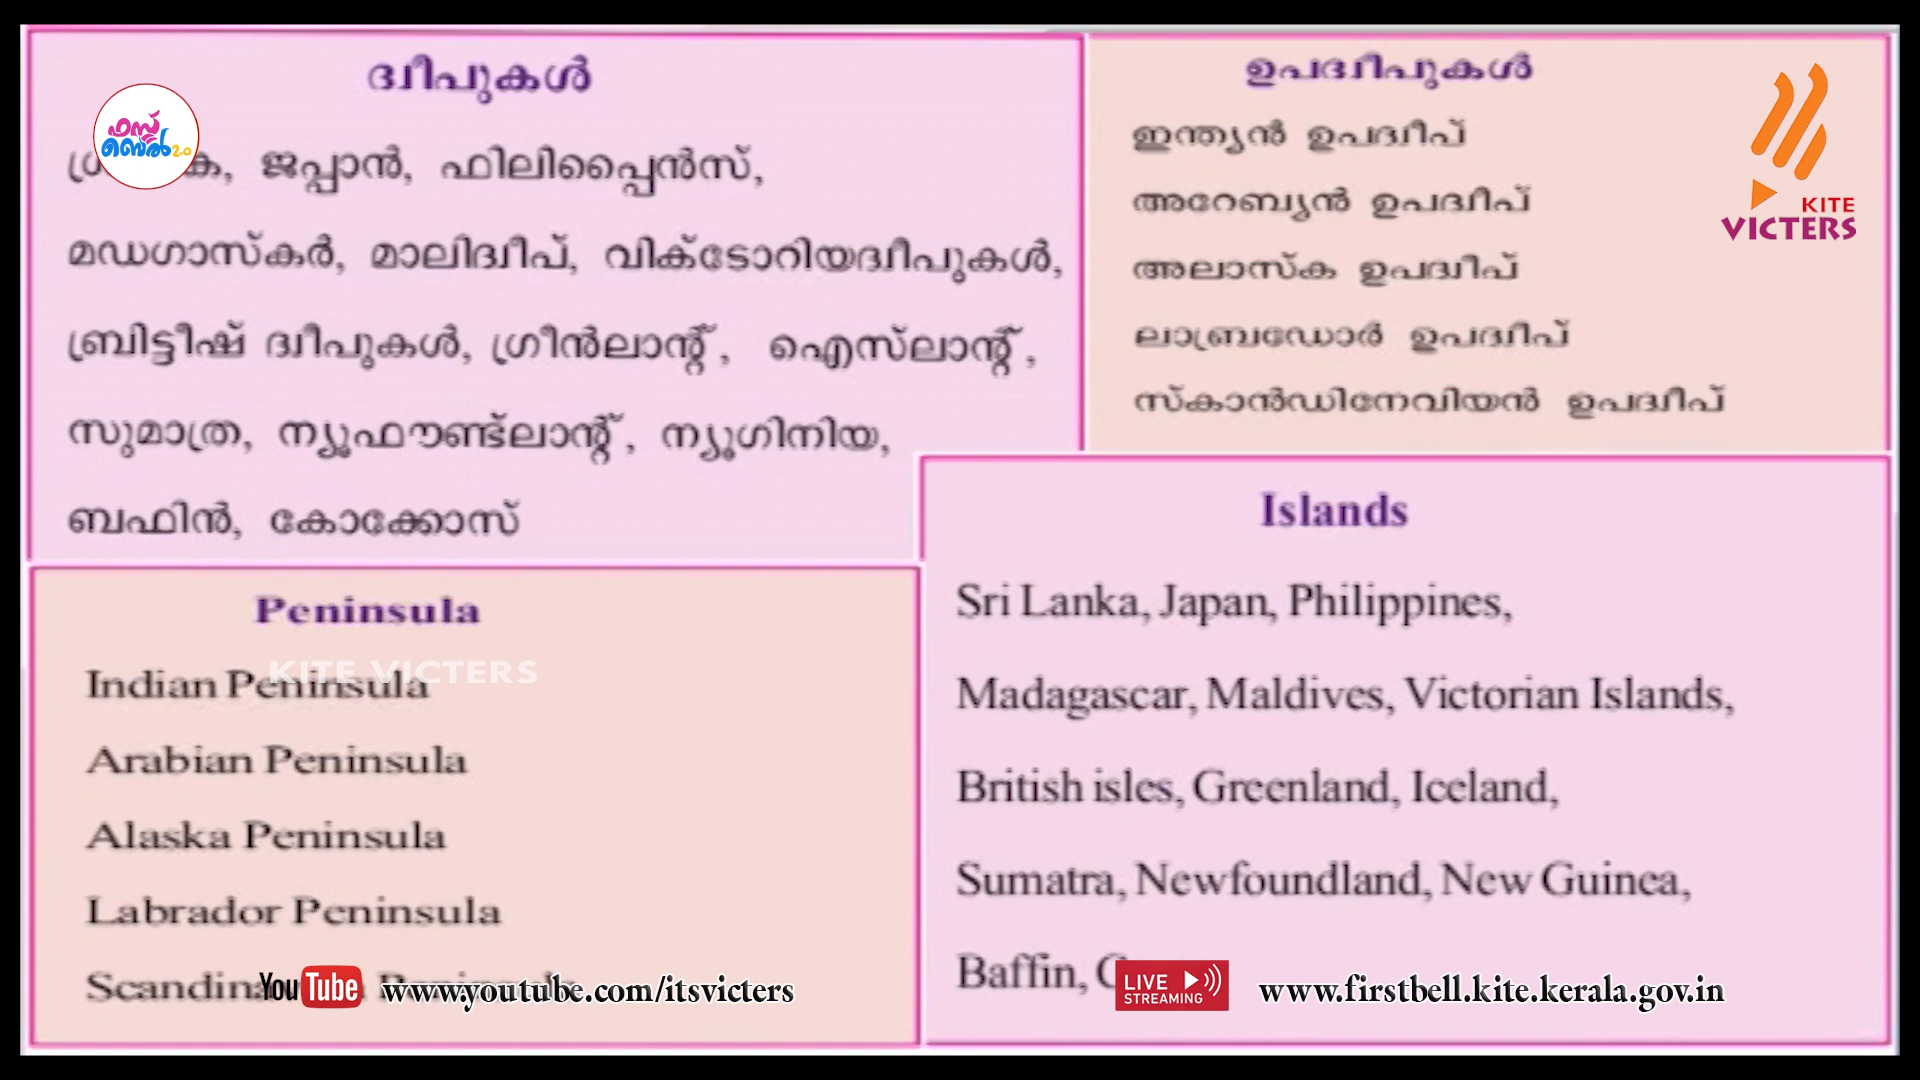 ദ്വീപുകൾ
ജപ്പാൻ, ഫിലിപ്പൈൻസ്,
മഡഗാസ്കർ, മാലിദ്വീപ്, വിക്ടോറിയദ്വീപുകൾ,
ബ്രിട്ടീഷ് ദ്വീപുകൾ, ഗ്രീൻലാന്റ്, ഐസ്‌ലാന്റ്,
സുമാത്ര, ന്യൂഫൗണ്ട്‌ലാന്റ്, ന്യൂഗിനിയ,
ബഫിൻ, കോക്കോസ്
ഫസ്റ്റ്
ബെൽ 2.0
ഉപദ്വീപുകൾ
ഇന്ത്യൻ ഉപദ്വീപ്
അറേബ്യൻ ഉപദ്വീപ്
അലാസ്ക ഉപദ്വീപ്
ലാബ്രഡോർ ഉപദ്വീപ്
സ്കാൻഡിനേവിയൻ ഉപദ്വീപ്
KITE
VICTERS
Peninsula
KITE VICTERS
Indian Peninsula
Arabian Peninsula
Alaska Peninsula
Labrador Peninsula
Islands
Sri Lanka, Japan, Philippines,
Madagascar, Maldives, Victorian Islands,
British isles, Greenland, Iceland,
Sumatra, Newfoundland, New Guinea,
Baffin,
YouTube www.youtube.com/itsvicters
LIVE
STREAMING
www.firstbell.kite.kerala.gov.in